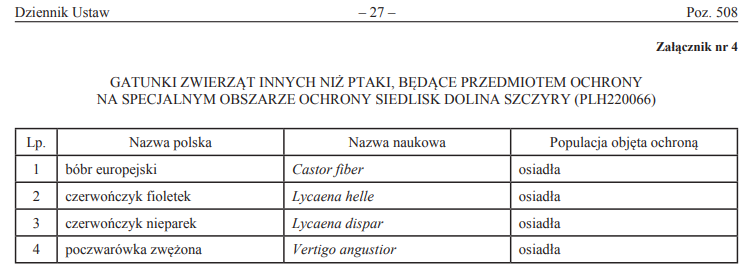 Dziennik Ustaw – 27 – Poz. 508
Załącznik nr 4
GATUNKI ZWIERZĄT INNYCH NIŻ PTAKI, BĘDĄCE PRZEDMIOTEM OCHRONY
NA SPECJALNYM OBSZARZE OCHRONY SIEDLISK DOLINA SZCZYRY (PLH220066)
Lp. Nazwa polska Nazwa naukowa Populacja objęta ochroną
1 bóbr europejski Castor fiber osiadła
2 czerwończyk fioletek Lycaena helle osiadła
3 czerwończyk nieparek Lycaena dispar osiadła
4 poczwarówka zwężona Vertigo angustior osiadła